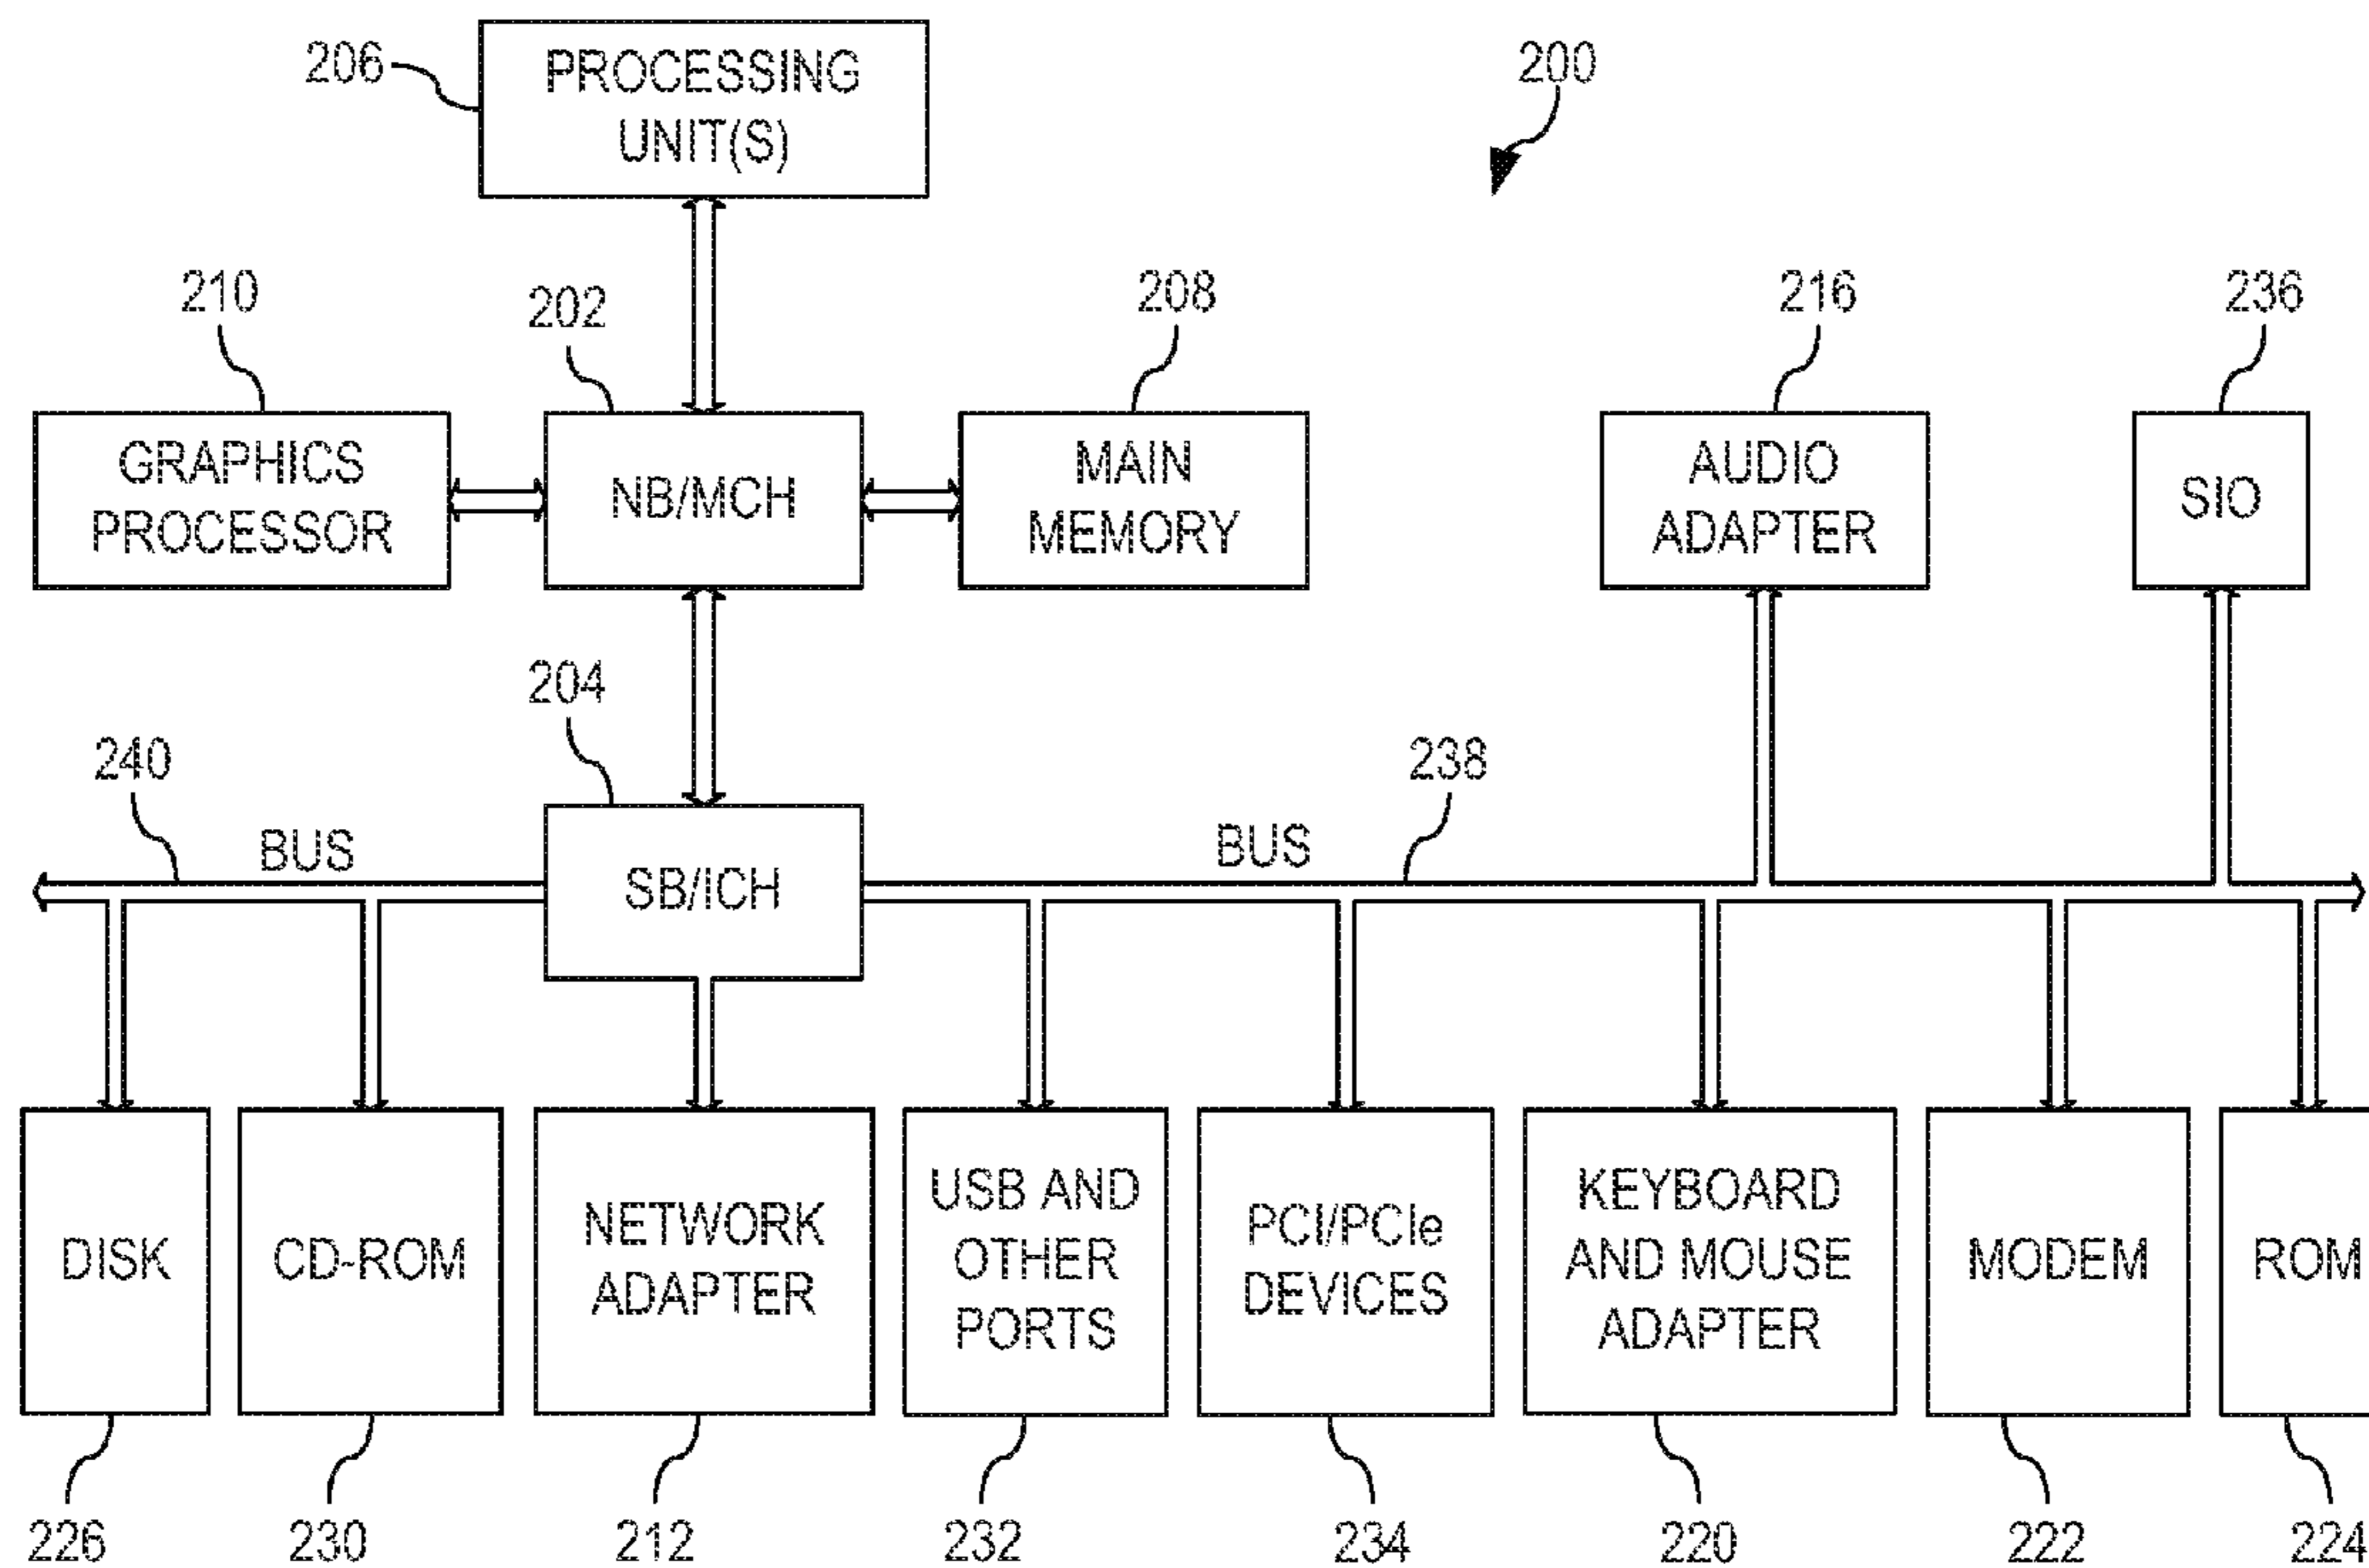 206
PROCESSING
UNIT(S)
200
210
202
208
216
236
GRAPHICS
PROCESSOR
NB/MCH
MAIN
MEMORY
AUDIO
ADAPTER
SIO
204
240
238
BUS
SB/ICH
BUS
DISK
CD-ROM
NETWORK
ADAPTER
USB AND
OTHER
PORTS
PCI/PCIe
DEVICES
KEYBOARD
AND MOUSE
ADAPTER
MODEM
ROM
226
230
212
232
234
220
222
224